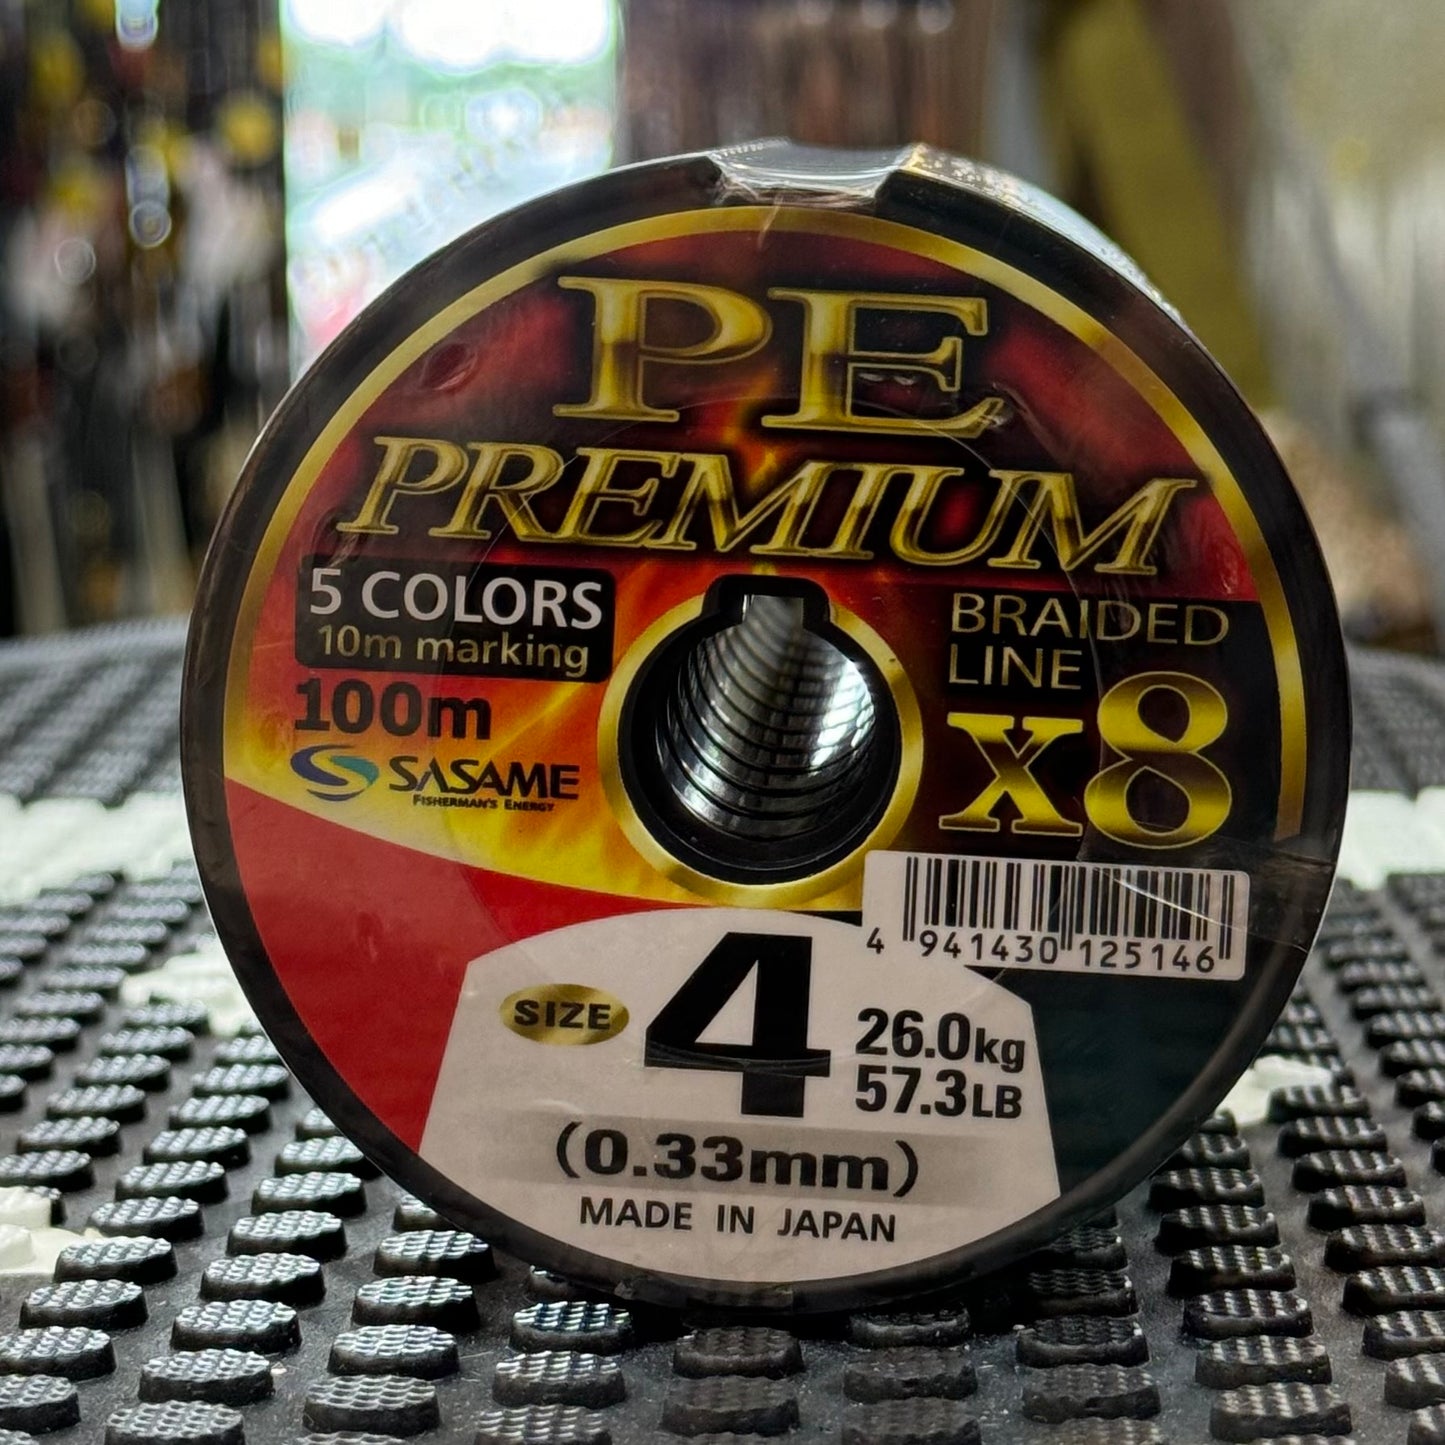 PE
PREMIUM
5 COLORS
10m marking
100m
SASAME
FISHERMAN'S ENERGY
BRAIDED
LINE
X8
4 941430 125146
SIZE
4
26.0kg
57.3LB
(0.33mm)
MADE IN JAPAN